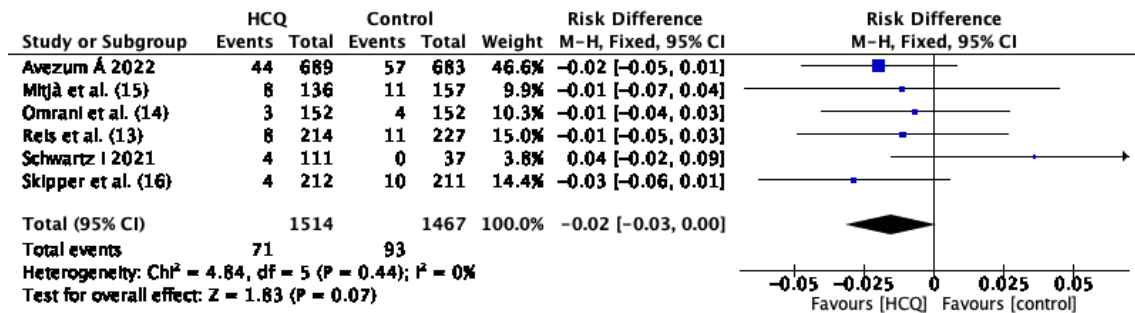 HCQ Control Risk Difference Risk Difference
Study or Subgroup Events Total Events Total Weight M-H, Fixed, 95% CI M-H, Fixed, 95% CI
Avezum Á 2022 44 689 57 683 46.6% -0.02 [-0.05, 0.01]
Mitjà et al. (15) 8 136 11 157 9.9% -0.01 [-0.07, 0.04]
Omrani et al. (14) 3 152 4 152 10.3% -0.01 [-0.04, 0.03]
Reis et al. (13) 8 214 11 227 15.0% -0.01 [-0.05, 0.03]
Schwartz I 2021 4 111 0 37 3.8% 0.04 [-0.02, 0.09]
Skipper et al. (16) 4 212 10 211 14.4% -0.03 [-0.06, 0.01]
Total (95% CI) 1514 1467 100.0% -0.02 [-0.03, 0.00]
Total events 71 93
Heterogeneity: Chi² = 4.84, df = 5 (P = 0.44); I² = 0%
Test for overall effect: Z = 1.83 (P = 0.07)
-0.05 -0.025 0 0.025 0.05
Favours [HCQ] Favours [control]